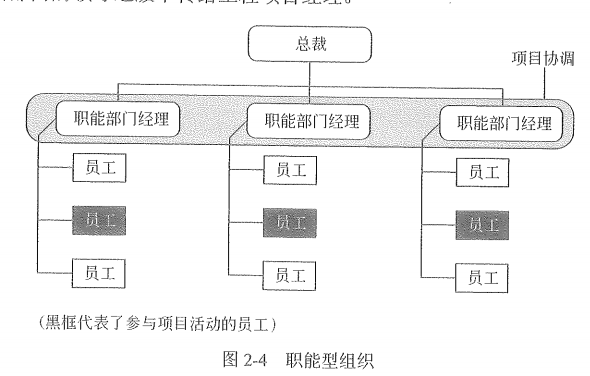 总裁
项目协调
职能部门经理 职能部门经理 职能部门经理
员工 员工 员工
员工 员工 员工
员工 员工 员工
(黑框代表了参与项目活动的员工)
图 2-4 职能型组织